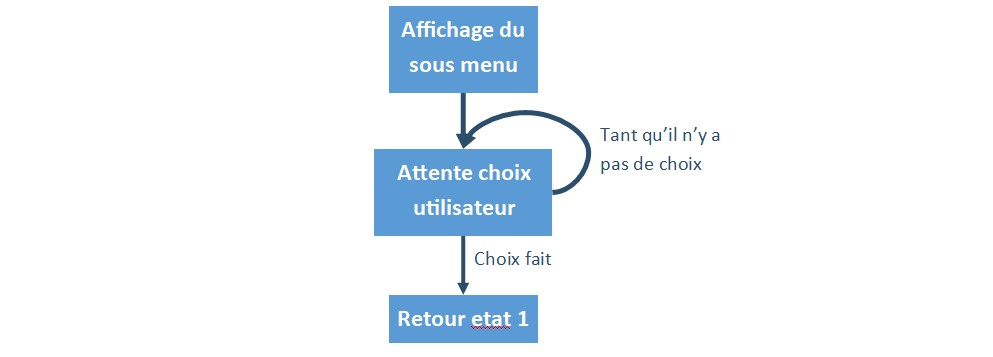 Affichage du
sous menu
Tant qu’il n’y a
pas de choix
Attente choix
utilisateur
Choix fait
Retour etat 1